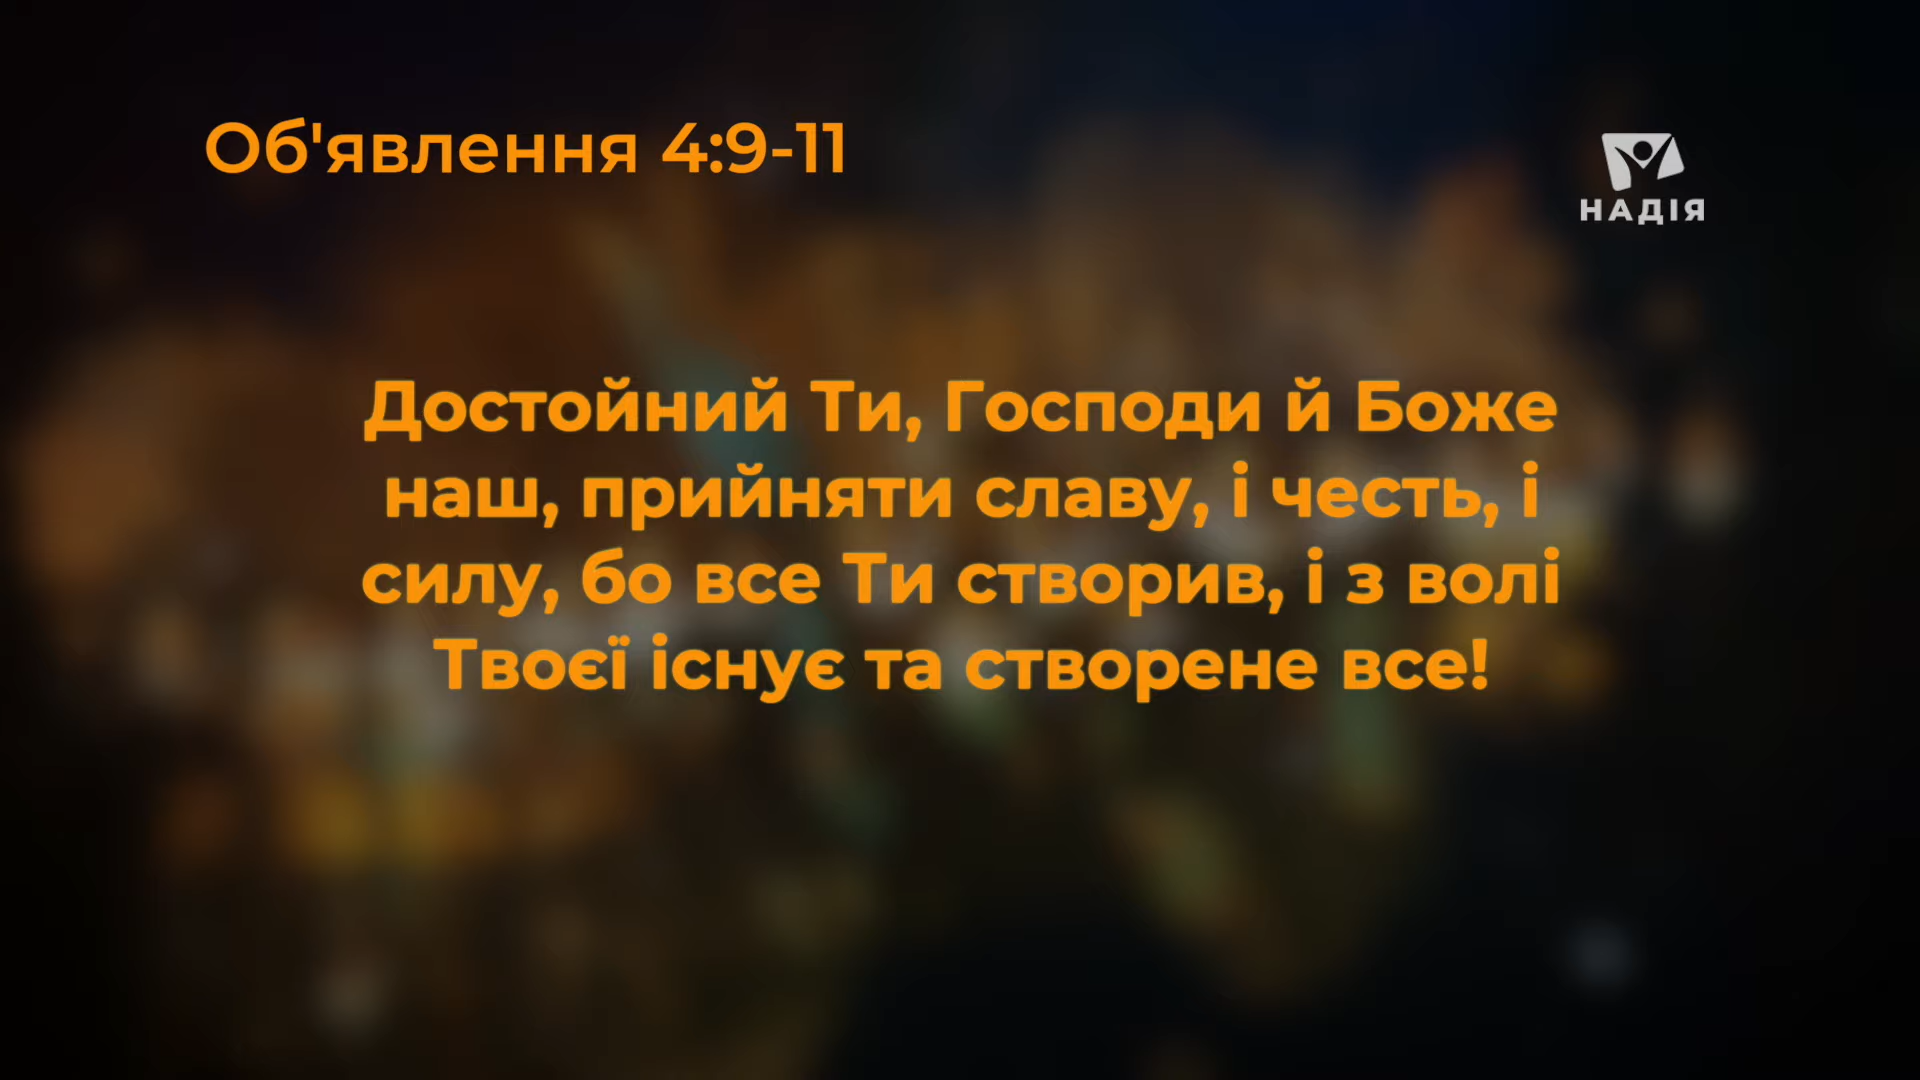 Об'явлення 4:9-11
НАДІЯ
Достойний Ти, Господи й Боже
наш, прийняти славу, і честь, і
силу, бо все Ти створив, і з волі
Твоєї існує та створене все!